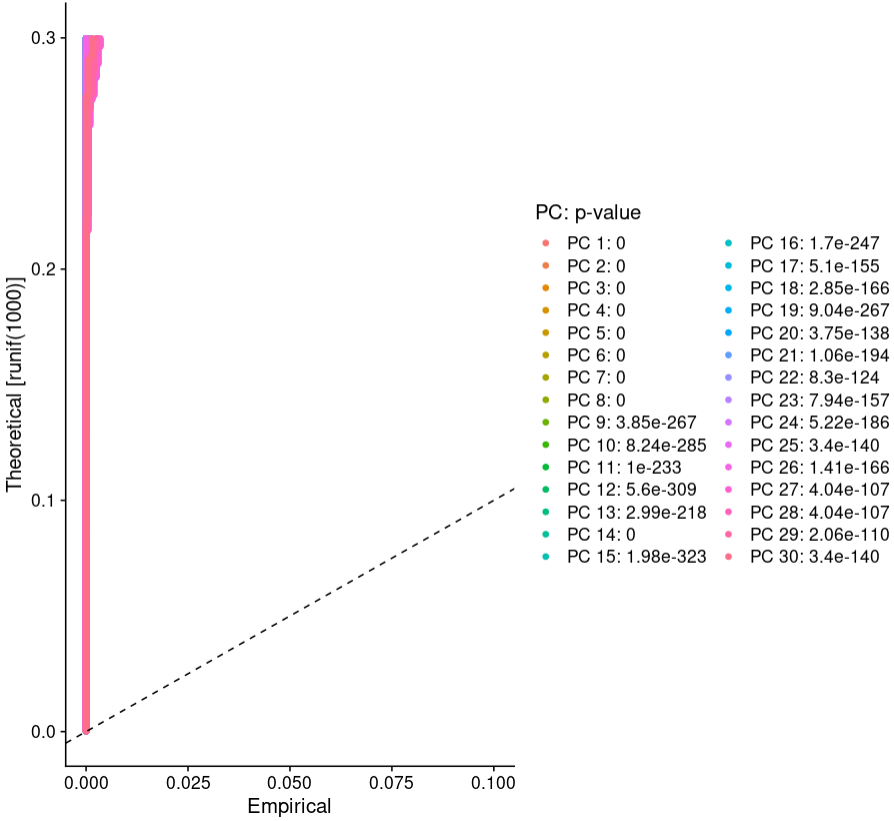 0.3
0.2
0.1
0.0
Theoretical [runif(1000)]
0.000 0.025 0.050 0.075 0.100
Empirical
PC: p-value
PC 1: 0
PC 2: 0
PC 3: 0
PC 4: 0
PC 5: 0
PC 6: 0
PC 7: 0
PC 8: 0
PC 9: 3.85e-267
PC 10: 8.24e-285
PC 11: 1e-233
PC 12: 5.6e-309
PC 13: 2.99e-218
PC 14: 0
PC 15: 1.98e-323
PC 16: 1.7e-247
PC 17: 5.1e-155
PC 18: 2.85e-166
PC 19: 9.04e-267
PC 20: 3.75e-138
PC 21: 1.06e-194
PC 22: 8.3e-124
PC 23: 7.94e-157
PC 24: 5.22e-186
PC 25: 3.4e-140
PC 26: 1.41e-166
PC 27: 4.04e-107
PC 28: 4.04e-107
PC 29: 2.06e-110
PC 30: 3.4e-140